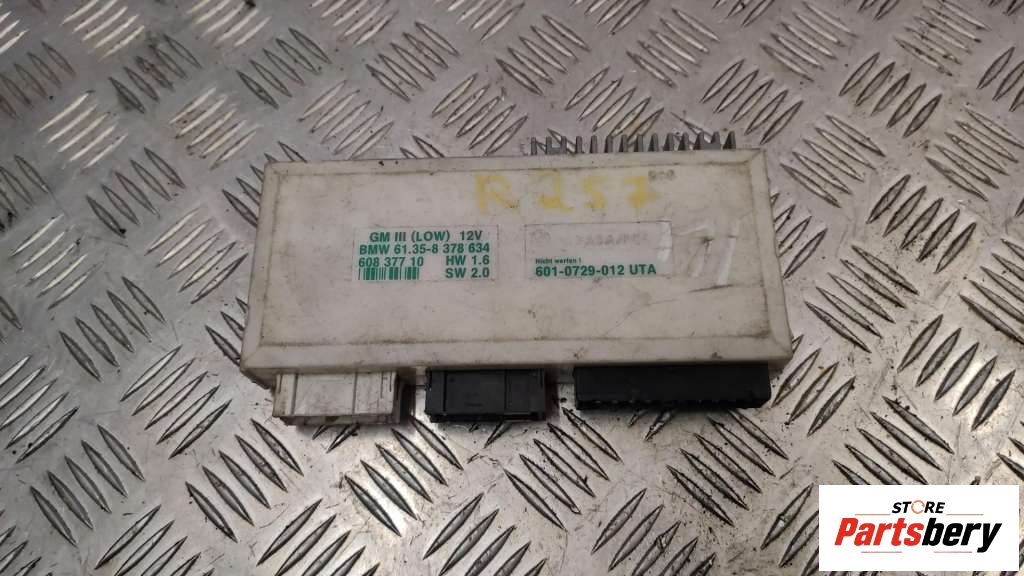 R257
GM III (LOW) 12V
BMW 61.35-8 378 634
608 377 10 HW 1.6
SW 2.0
Nicht werfen !
601-0729-012 UTA
STORE
Partsbery